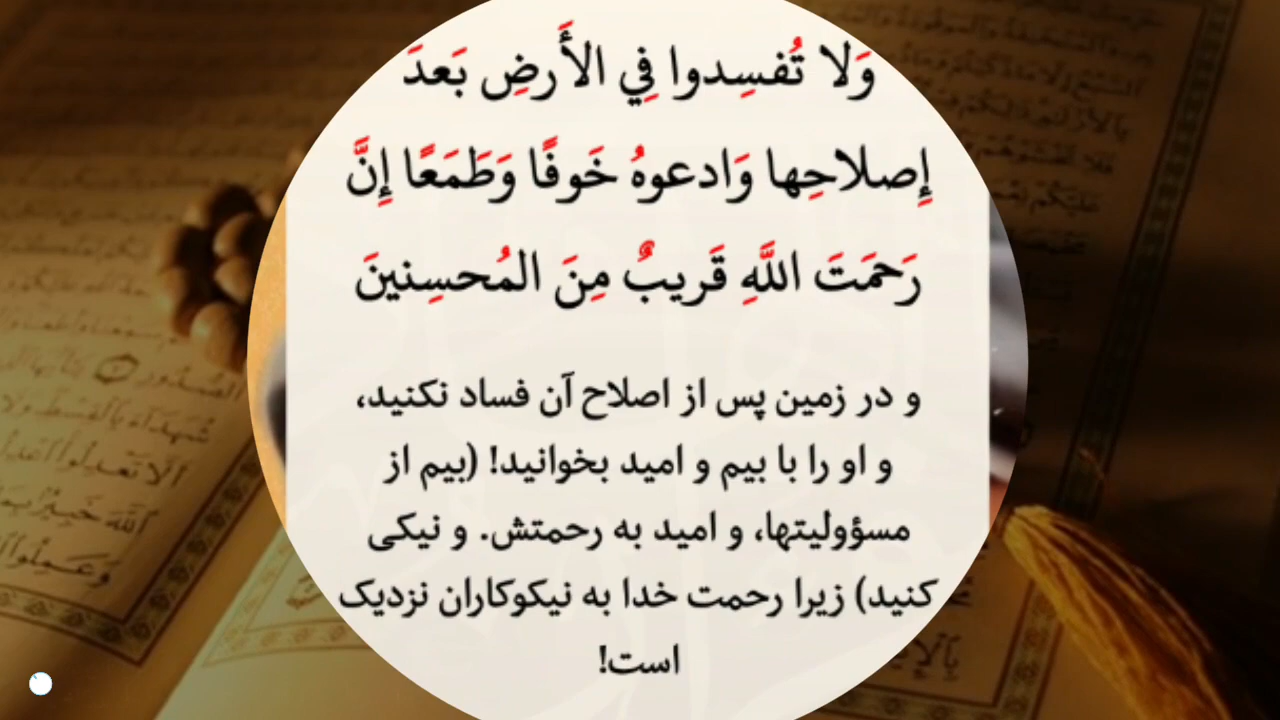 وَلا تُفسِدوا فِي الأَرضِ بَعدَ
إِصلاحِها وَادعوهُ خَوفًا وَطَمَعًا إِنَّ
رَحمَتَ اللَّهِ قَريبٌ مِنَ المُحسِنينَ
و در زمین پس از اصلاح آن فساد نکنید،
و او را با بیم و امید بخوانید! (بیم از
مسؤولیتها، و امید به رحمتش. و نیکی
کنید) زیرا رحمت خدا به نیکوکاران نزدیک
است!